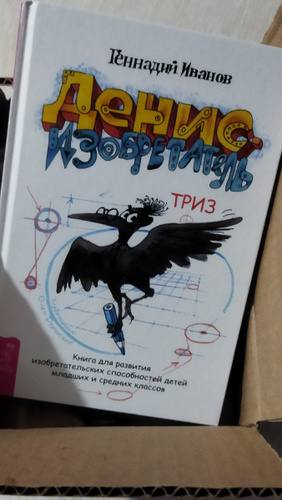 Геннадий Иванов
Денис-
изобретатель
ТРИЗ
Книга для развития
изобретательских способностей детей
младших и средних классов